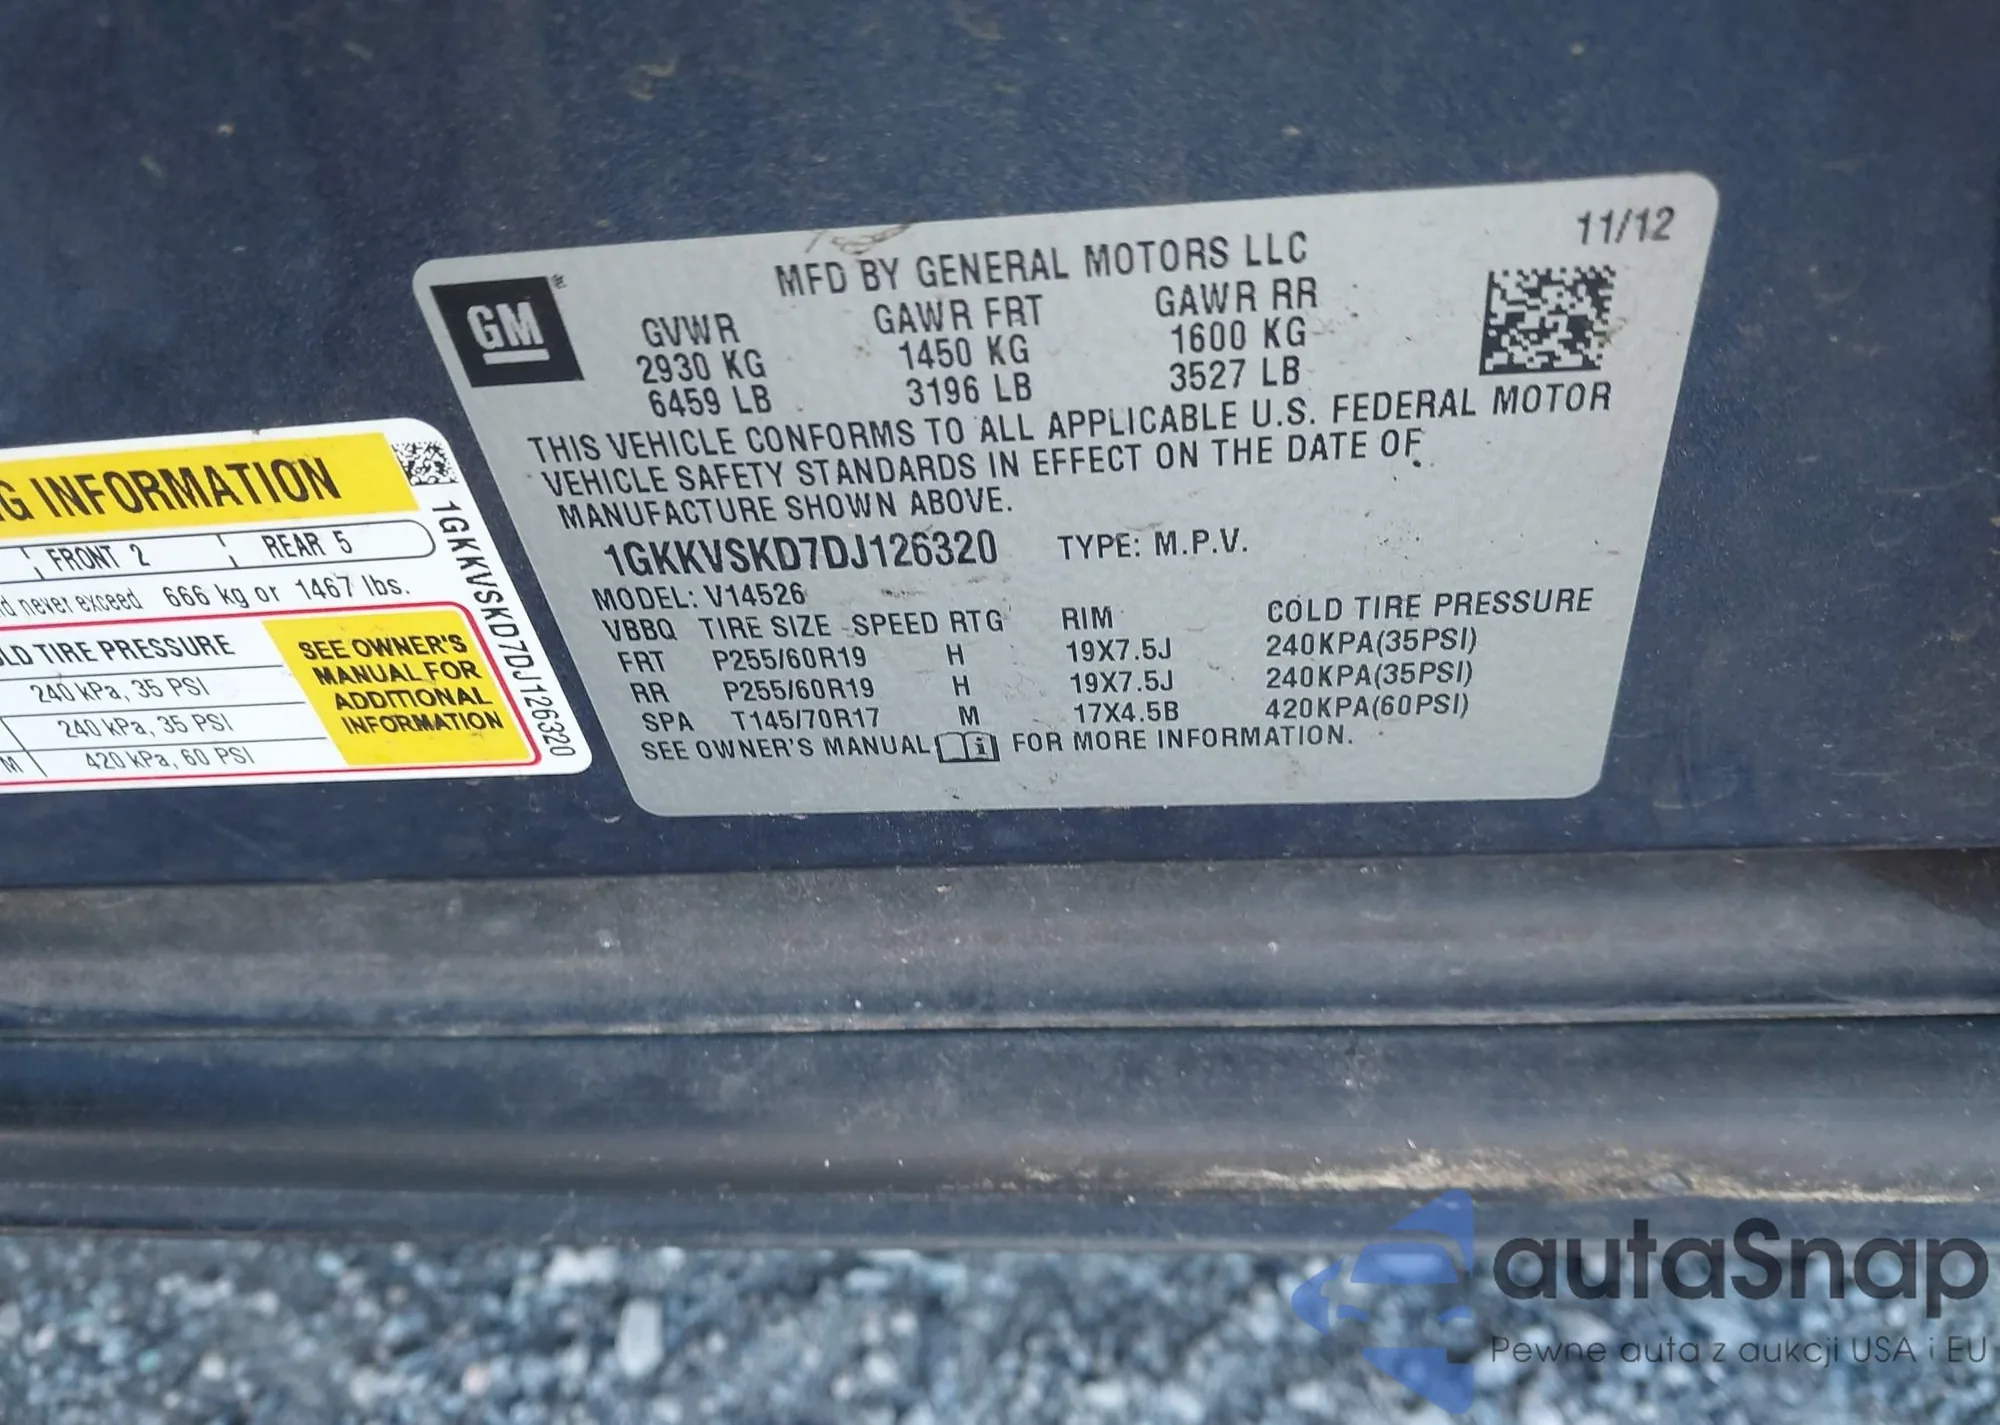 11/12
GM
MFD BY GENERAL MOTORS LLC
GVWR GAWR FRT GAWR RR
2930 KG 1450 KG 1600 KG
6459 LB 3196 LB 3527 LB
THIS VEHICLE CONFORMS TO ALL APPLICABLE U.S. FEDERAL MOTOR
VEHICLE SAFETY STANDARDS IN EFFECT ON THE DATE OF
MANUFACTURE SHOWN ABOVE.
1GKKVSKD7DJ126320 TYPE: M.P.V.
MODEL: V14526
VBBQ TIRE SIZE SPEED RTG RIM COLD TIRE PRESSURE
FRT P255/60R19 H 19X7.5J 240KPA(35PSI)
RR P255/60R19 H 19X7.5J 240KPA(35PSI)
SPA T145/70R17 M 17X4.5B 420KPA(60PSI)
SEE OWNER'S MANUAL FOR MORE INFORMATION.
G INFORMATION
FRONT 2 REAR 5
d never exceed 666 kg or 1467 lbs.
LD TIRE PRESSURE
240 kPa, 35 PSI
240 kPa, 35 PSI
M 420 kPa, 60 PSI
SEE OWNER'S
MANUAL FOR
ADDITIONAL
INFORMATION
1GKKVSKD7DJ126320
autaSnap
Pewne auta z aukcji USA i EU